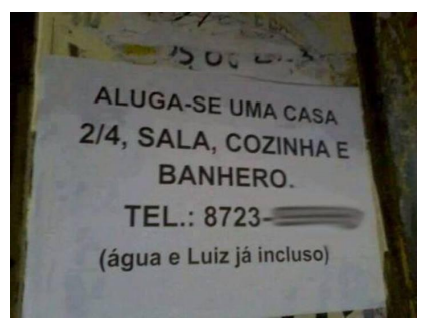 ALUGA-SE UMA CASA
2/4, SALA, COZINHA E
BANHERO.
TEL.: 8723-
(água e Luiz já incluso)